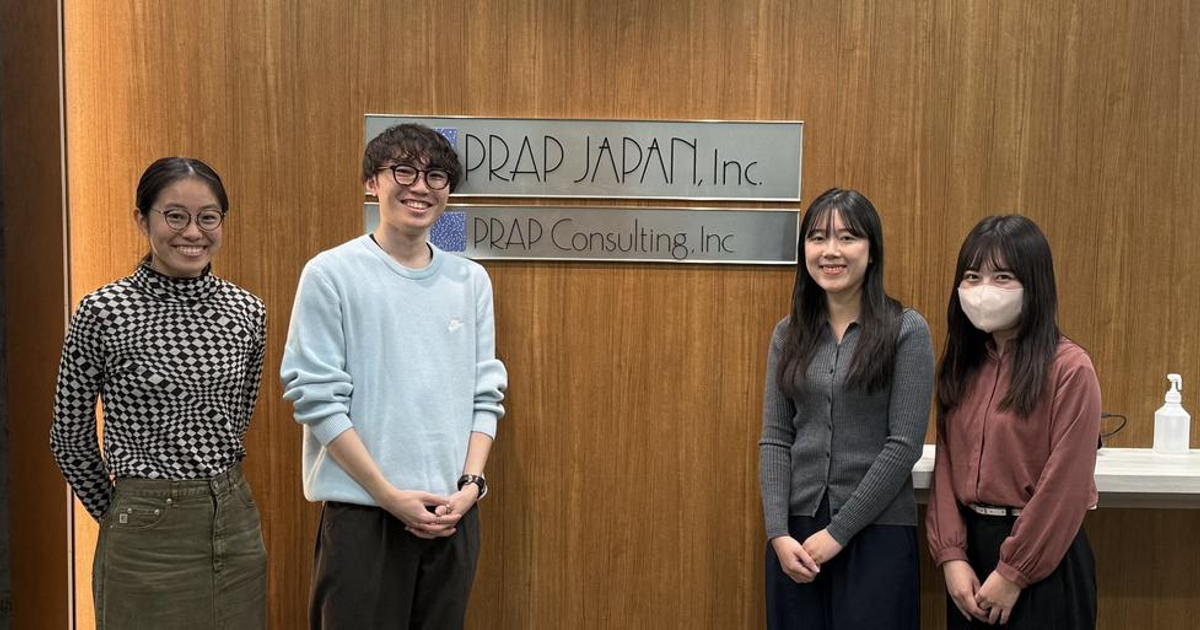 PRAP JAPAN, Inc.
PRAP Consulting, Inc